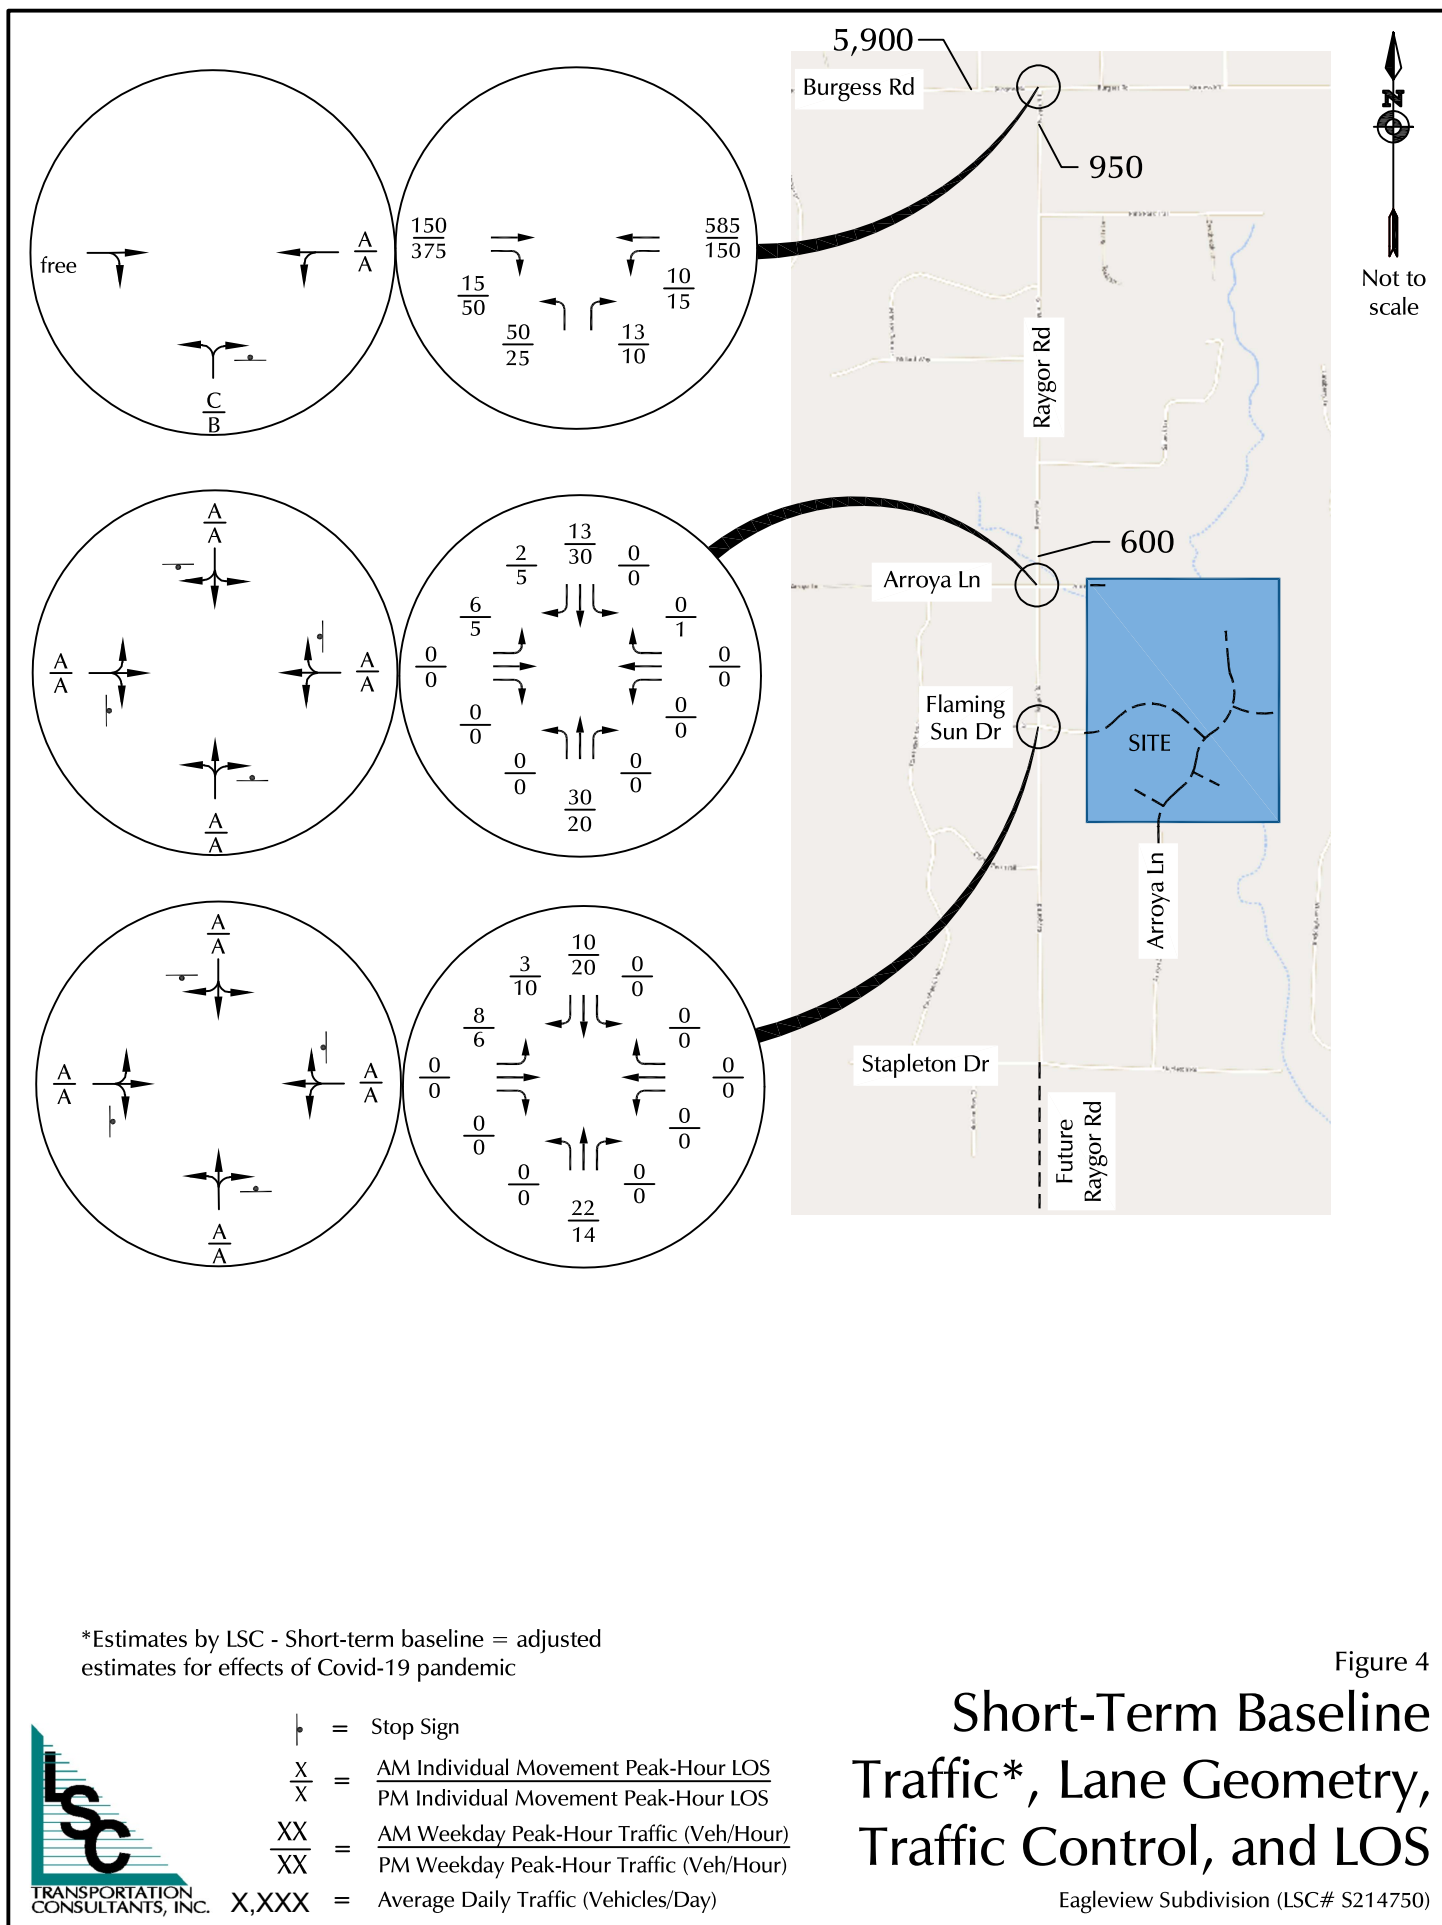 5,900
Burgess Rd
950
N
Not to
scale
free
A
A
C
B
150
375
585
150
15
50
10
15
50
25
13
10
Raygor Rd
A
A
A
A
A
A
A
A
13
30
2
5
0
0
6
5
0
1
0
0
0
0
0
0
0
0
0
0
0
0
30
20
600
Arroya Ln
Flaming
Sun Dr
SITE
Arroya Ln
Stapleton Dr
Future
Raygor Rd
A
A
A
A
A
A
A
A
10
20
3
10
0
0
8
6
0
0
0
0
0
0
0
0
0
0
0
0
0
0
22
14
*Estimates by LSC - Short-term baseline = adjusted
estimates for effects of Covid-19 pandemic
= Stop Sign
X
X
=
AM Individual Movement Peak-Hour LOS
PM Individual Movement Peak-Hour LOS
XX
XX
=
AM Weekday Peak-Hour Traffic (Veh/Hour)
PM Weekday Peak-Hour Traffic (Veh/Hour)
X,XXX = Average Daily Traffic (Vehicles/Day)
LSC
TRANSPORTATION
CONSULTANTS, INC.
Figure 4
Short-Term Baseline
Traffic*, Lane Geometry,
Traffic Control, and LOS
Eagleview Subdivision (LSC# S214750)